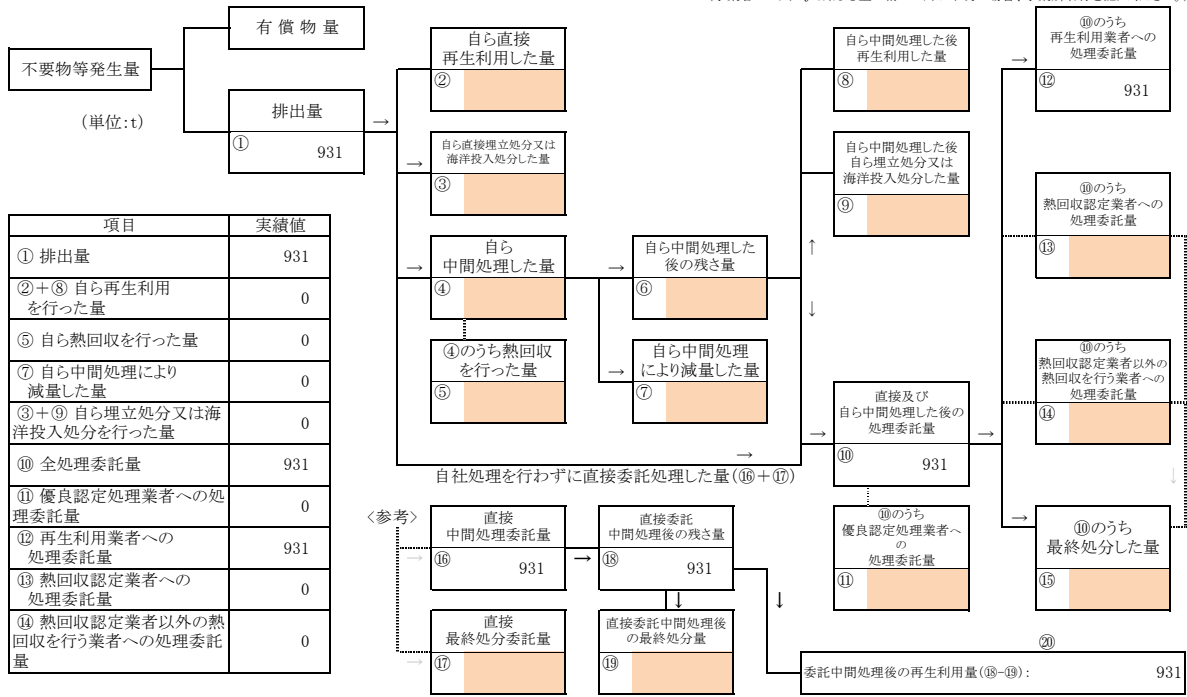 有償物量
不要物等発生量
(単位:t)
排出量
→
①
931
自ら直接
再生利用した量
②
→
自ら直接埋立処分又は
海洋投入処分した量
③
→
自ら
中間処理した量
④
④のうち熱回収
を行った量
⑤
→
自ら中間処理した
後の残さ量
⑥
→
自ら中間処理
により減量した量
⑦
自ら中間処理した後
再生利用した量
⑧
自ら中間処理した後
自ら埋立処分又は
海洋投入処分した量
⑨
↑
↓
→
→
自社処理を行わずに直接委託処理した量(⑯+⑰)
直接及び
自ら中間処理した後の
処理委託量
⑩
931
→
⑩のうち
優良認定処理業者へ
の
処理委託量
⑪
→
⑩のうち
再生利用業者への
処理委託量
⑫
931
⑩のうち
熱回収認定業者への
処理委託量
⑬
⑩のうち
熱回収認定業者以外の
熱回収を行う業者への
処理委託量
⑭
↓
→
⑩のうち
最終処分した量
⑮
項目 実績値
① 排出量 931
②+⑧ 自ら再生利用
を行った量 0
⑤ 自ら熱回収を行った量 0
⑦ 自ら中間処理により
減量した量 0
③+⑨ 自ら埋立処分又は海
洋投入処分を行った量 0
⑩ 全処理委託量 931
⑪ 優良認定処理業者への処
理委託量 0
⑫ 再生利用業者への
処理委託量 931
⑬ 熱回収認定業者への
処理委託量 0
⑭ 熱回収認定業者以外の熱
回収を行う業者への処理委託
量 0
〈参考〉
→
直接
中間処理委託量
⑯
931
→
直接委託
中間処理後の残さ量
⑱
931
↓
↓
→
直接
最終処分委託量
⑰
直接委託中間処理後
の最終処分量
⑲
⑳
委託中間処理後の再生利用量(⑱-⑲): 931